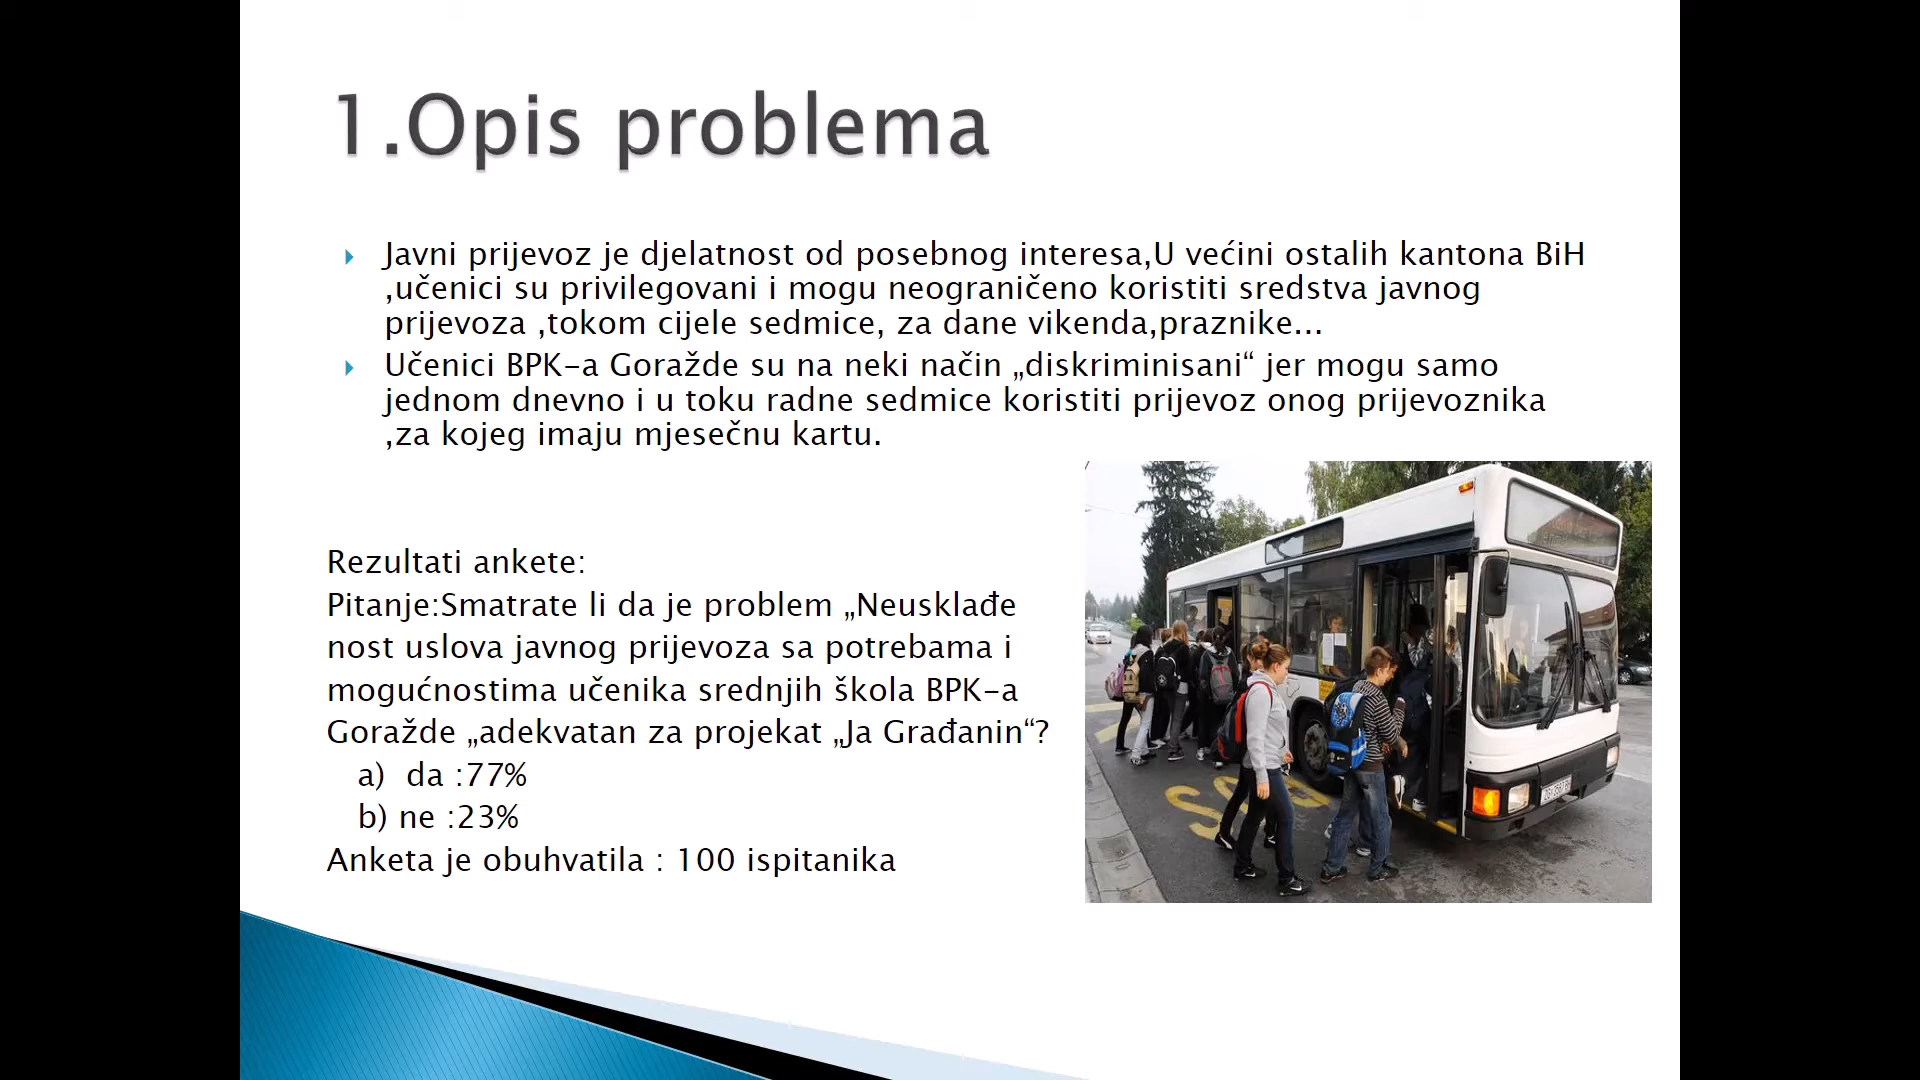 1.Opis problema
Javni prijevoz je djelatnost od posebnog interesa,U većini ostalih kantona BiH
,učenici su privilegovani i mogu neograničeno koristiti sredstva javnog
prijevoza ,tokom cijele sedmice, za dane vikenda,praznike...
Učenici BPK-a Goražde su na neki način „diskriminisani“ jer mogu samo
jednom dnevno i u toku radne sedmice koristiti prijevoz onog prijevoznika
,za kojeg imaju mjesečnu kartu.
Rezultati ankete:
Pitanje:Smatrate li da je problem „Neusklađe
nost uslova javnog prijevoza sa potrebama i
mogućnostima učenika srednjih škola BPK-a
Goražde „adekvatan za projekat „Ja Građanin“?
a) da :77%
b) ne :23%
Anketa je obuhvatila : 100 ispitanika